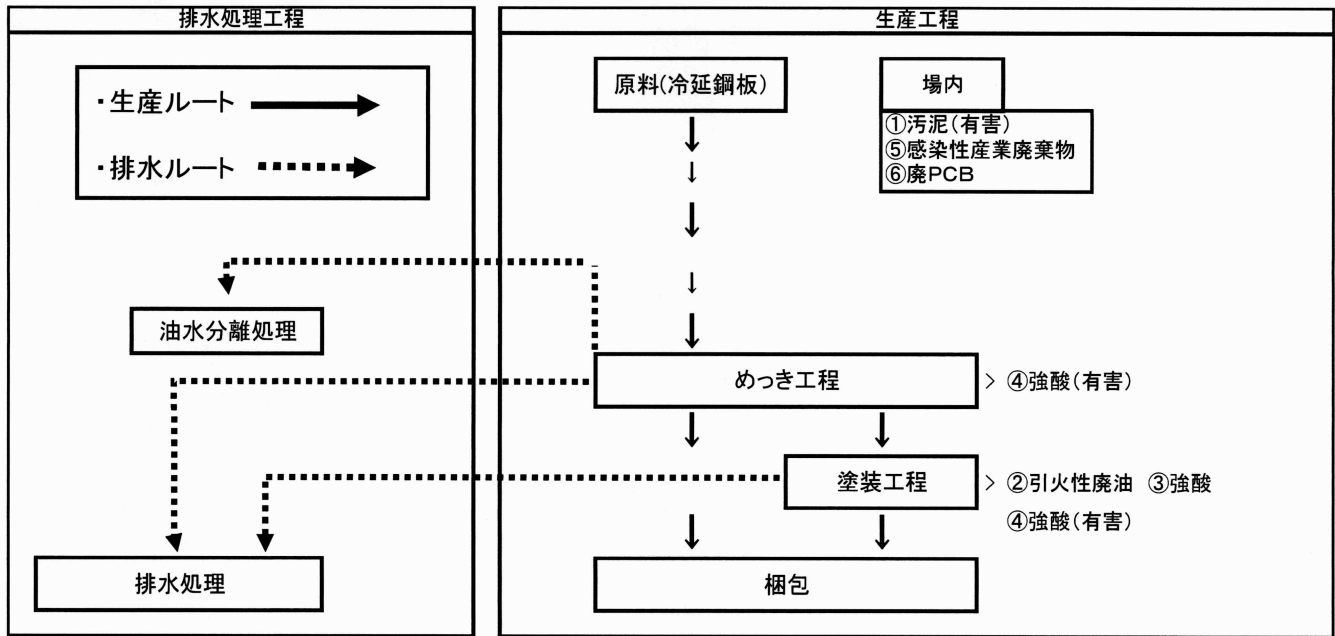 排水処理工程
・生産ルート
・排水ルート
油水分離処理
排水処理
生産工程
原料(冷延鋼板)
場内
①汚泥(有害)
⑤感染性産業廃棄物
⑥廃PCB
めっき工程
> ④強酸(有害)
塗装工程
> ②引火性廃油 ③強酸
④強酸(有害)
梱包